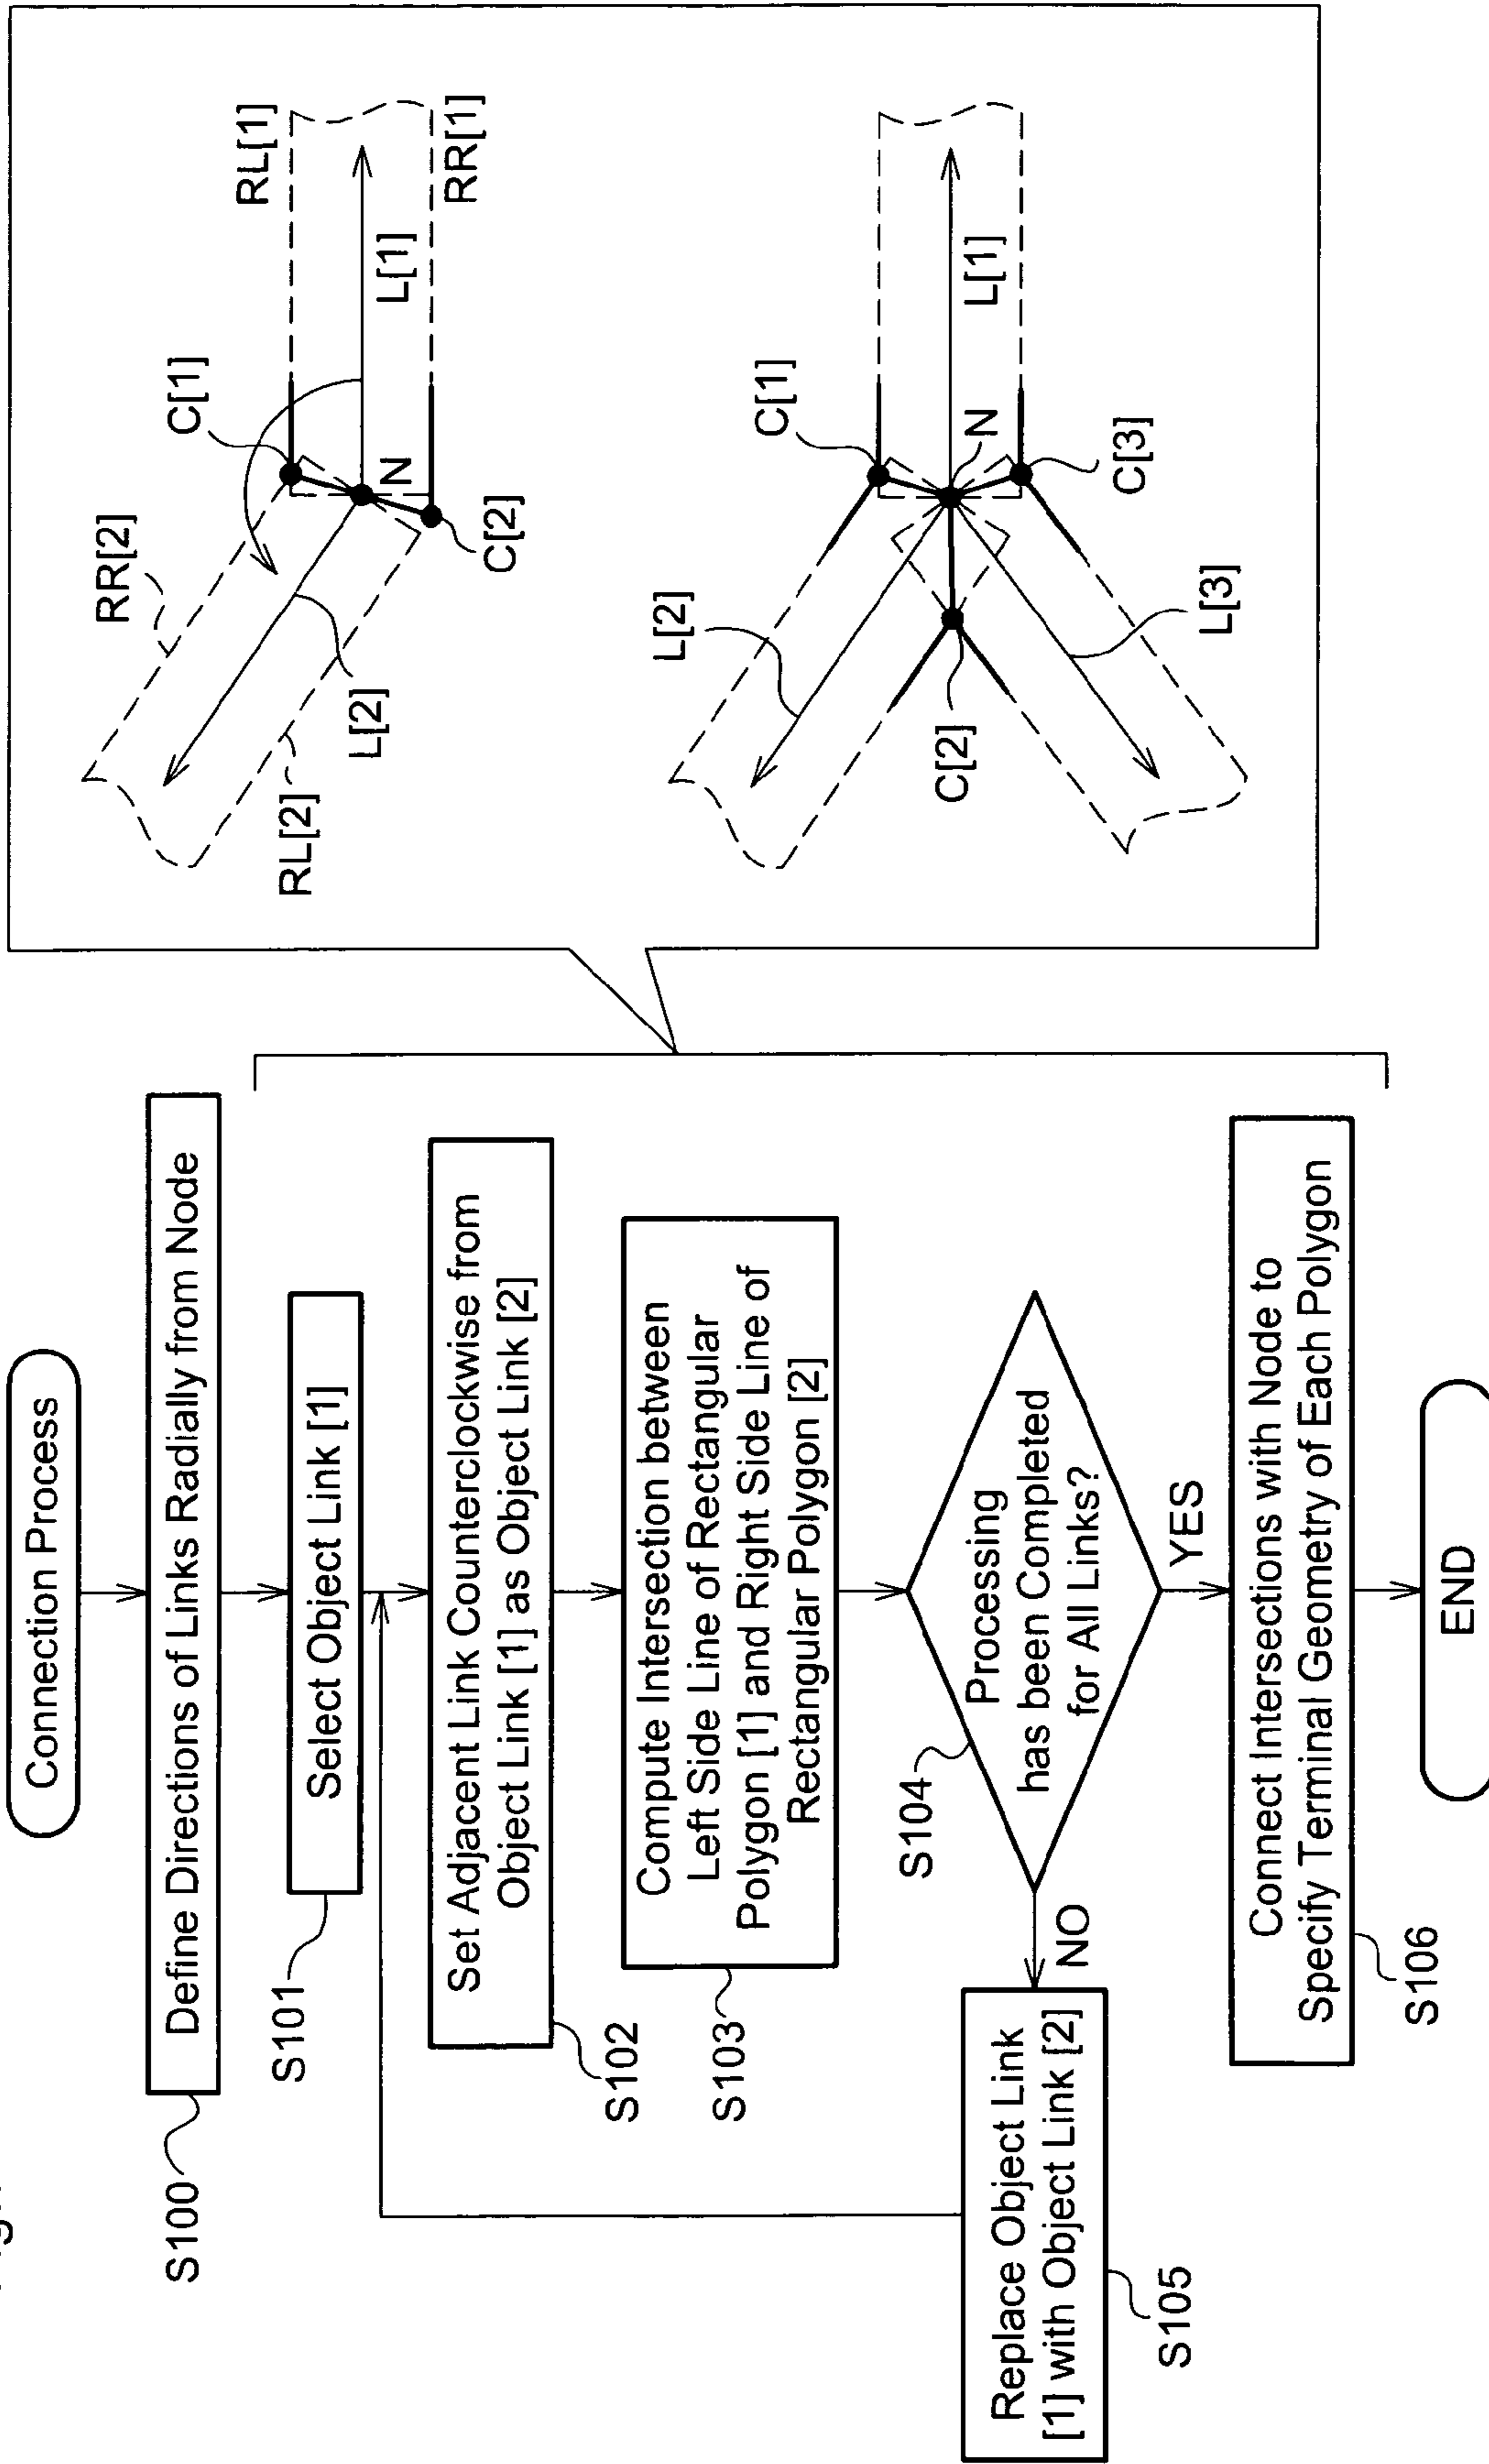 Connection Process
S100
Define Directions of Links Radially from Node
S101
Select Object Link [1]
S102
Set Adjacent Link Counterclockwise from
Object Link [1] as Object Link [2]
S103
Compute Intersection between
Left Side Line of Rectangular
Polygon [1] and Right Side Line of
Rectangular Polygon [2]
S104
Processing
has been Completed
for All Links?
NO
YES
S105
Replace Object Link
[1] with Object Link [2]
S106
Connect Intersections with Node to
Specify Terminal Geometry of Each Polygon
END
RR[2]
C[1]
RL[1]
N
L[1]
RL[2]
L[2]
C[2]
RR[1]
L[2]
C[1]
N
L[1]
C[2]
L[3]
C[3]